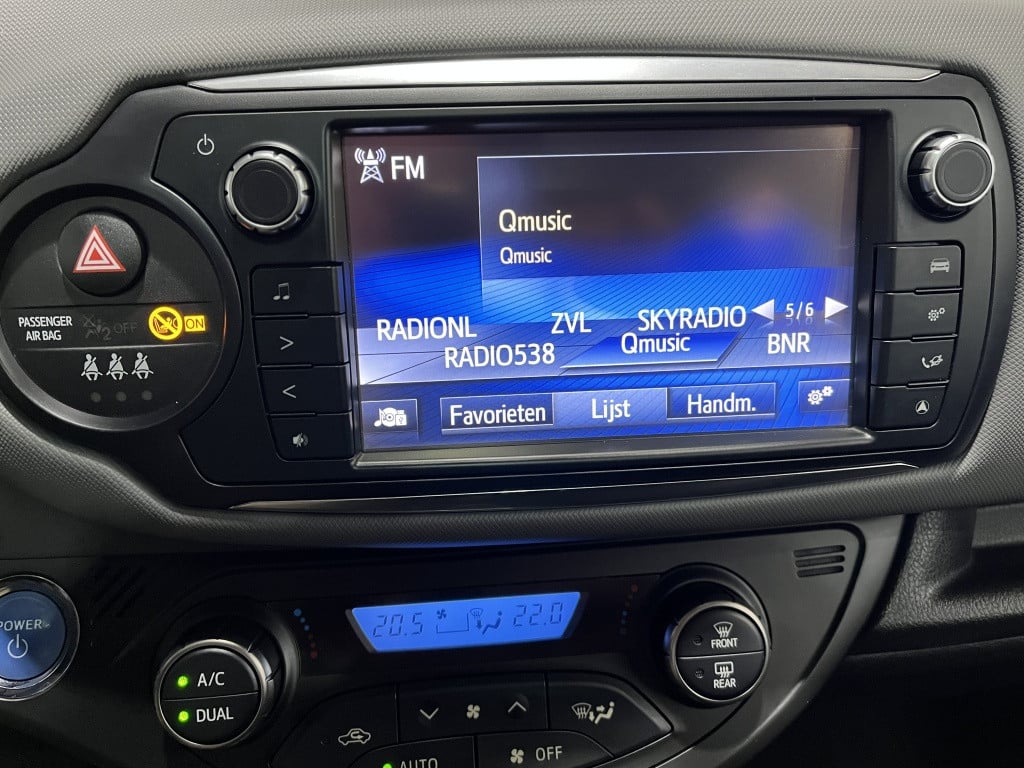 FM
Qmusic
Qmusic
5/6
RADIONL ZVL SKYRADIO
RADIO538 Qmusic BNR
Favorieten Lijst Handm.
PASSENGER
AIR BAG
2 OFF
ON
20.5 22.0
POWER
A/C
DUAL
FRONT
REAR
AUTO
OFF